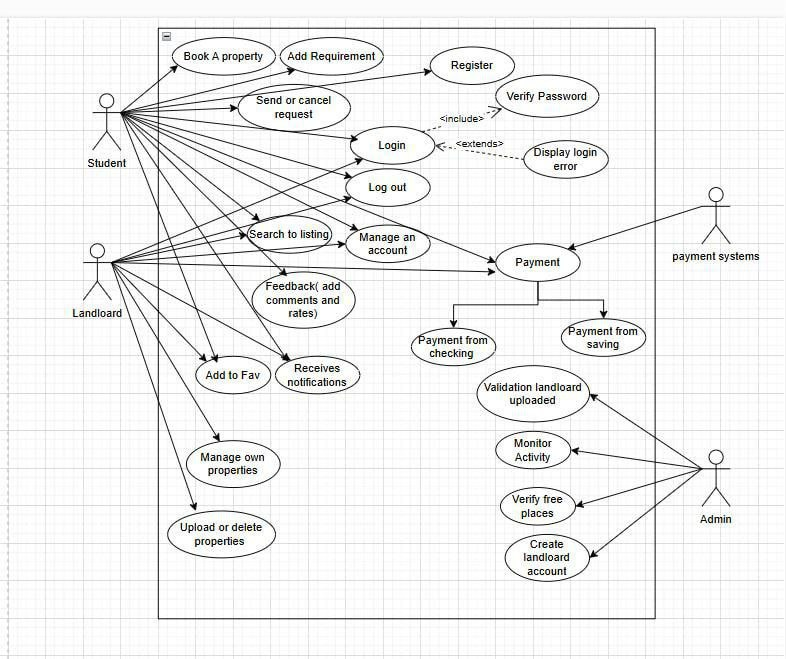 Book A property
Add Requirement
Register
Verify Password
Send or cancel
request
<include>
Login
<extends>
Display login
error
Student
Log out
Search to listing
Manage an
account
Payment
payment systems
Landloard
Feedback( add
comments and
rates)
Payment from
checking
Payment from
saving
Add to Fav
Receives
notifications
Validation landloard
uploaded
Monitor
Activity
Manage own
properties
Verify free
places
Admin
Upload or delete
properties
Create
landloard
account